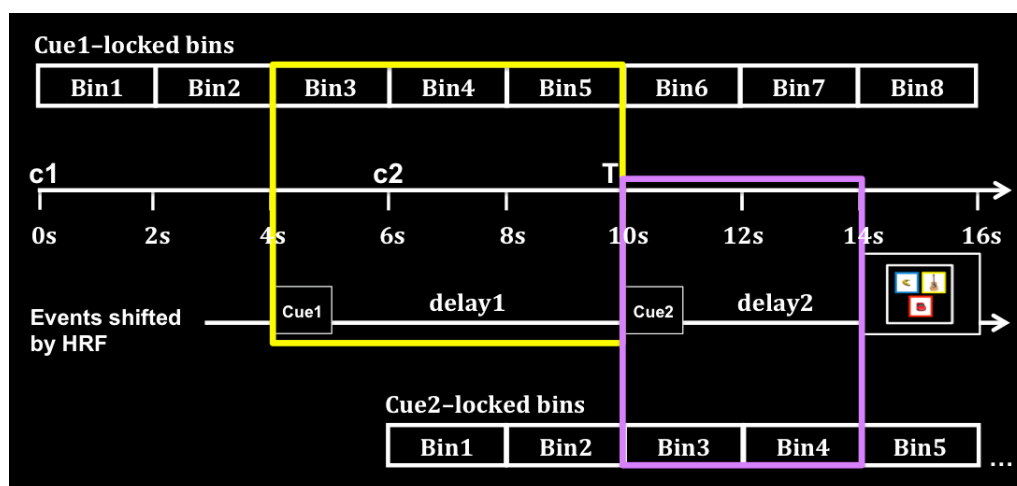 Cue1–locked bins
Bin1 Bin2 Bin3 Bin4 Bin5 Bin6 Bin7 Bin8
c1 c2 T
0s 2s 4s 6s 8s 10s 12s 14s 16s
Events shifted by HRF
Cue1 delay1 Cue2 delay2
Cue2–locked bins
Bin1 Bin2 Bin3 Bin4 Bin5 ...